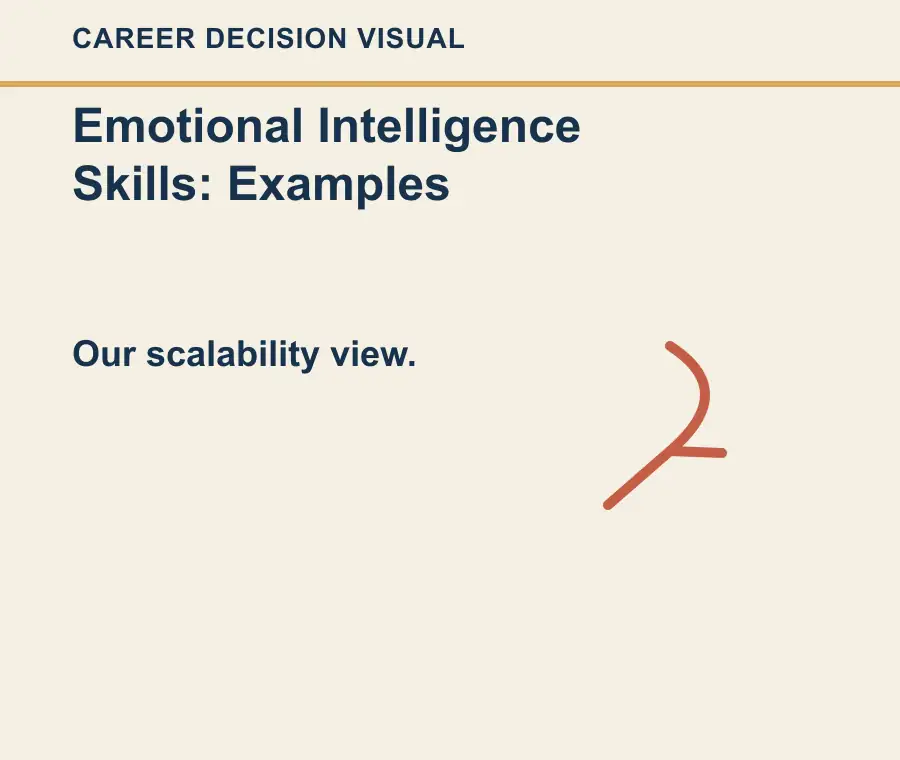 CAREER DECISION VISUAL
Emotional Intelligence
Skills: Examples
Our scalability view.